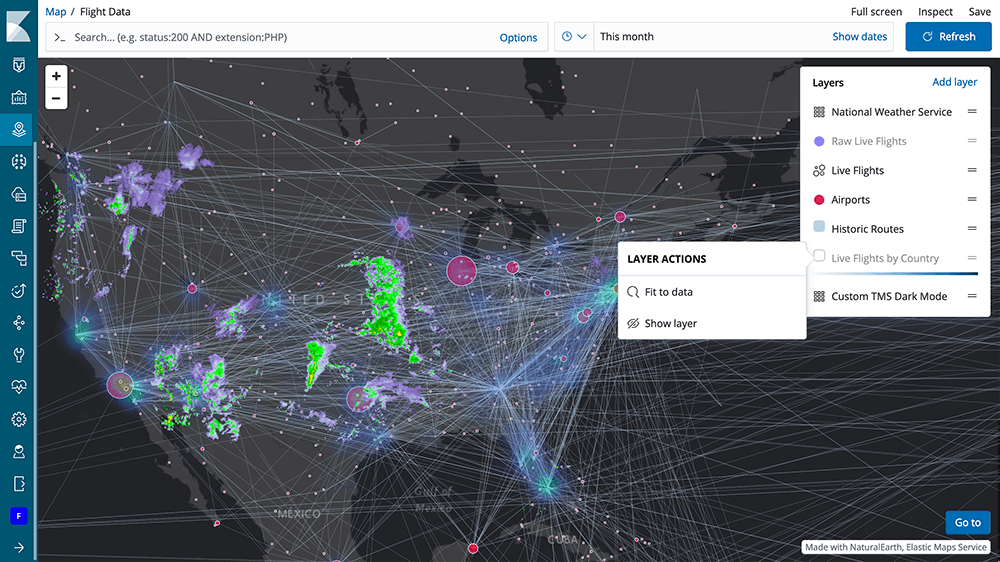 Map / Flight Data
Full screen Inspect Save
>_ Search... (e.g. status:200 AND extension:PHP) Options
This month Show dates
Refresh
+
−
Layers Add layer
National Weather Service
Raw Live Flights
Live Flights
Airports
Historic Routes
Live Flights by Country
Custom TMS Dark Mode
LAYER ACTIONS
Fit to data
Show layer
Gulf of
Mexico
MÉXICO
CUBA
F
Go to
Made with NaturalEarth, Elastic Maps Service